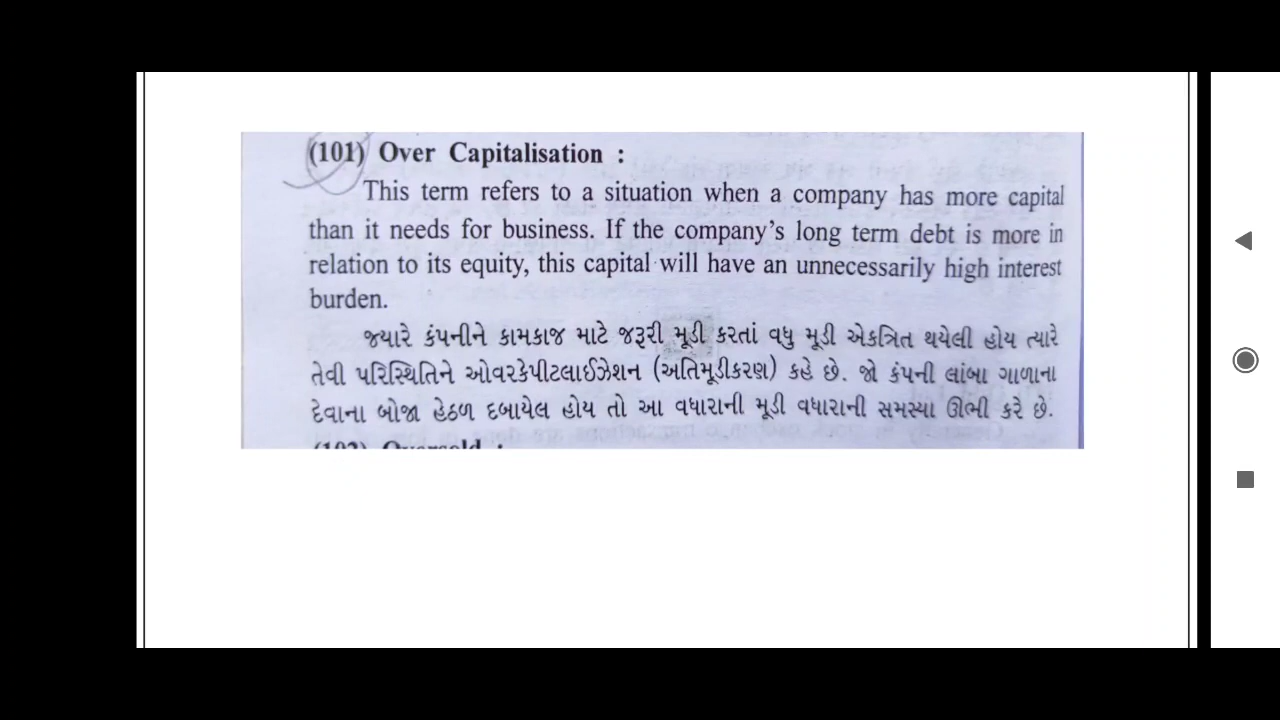 (101) Over Capitalisation :
This term refers to a situation when a company has more capital
than it needs for business. If the company's long term debt is more in
relation to its equity, this capital will have an unnecessarily high interest
burden.
જ્યારે કંપનીને કામકાજ માટે જરૂરી મૂડી કરતાં વધુ મૂડી એકત્રિત થયેલી હોય ત્યારે
તેવી પરિસ્થિતિને ઓવરકેપીટલાઈઝેશન (અતિમૂડીકરણ) કહે છે. જો કંપની લાંબા ગાળાના
દેવાના બોજા હેઠળ દબાયેલ હોય તો આ વધારાની મૂડી વધારાની સમસ્યા ઊભી કરે છે.
(102) Oversold :